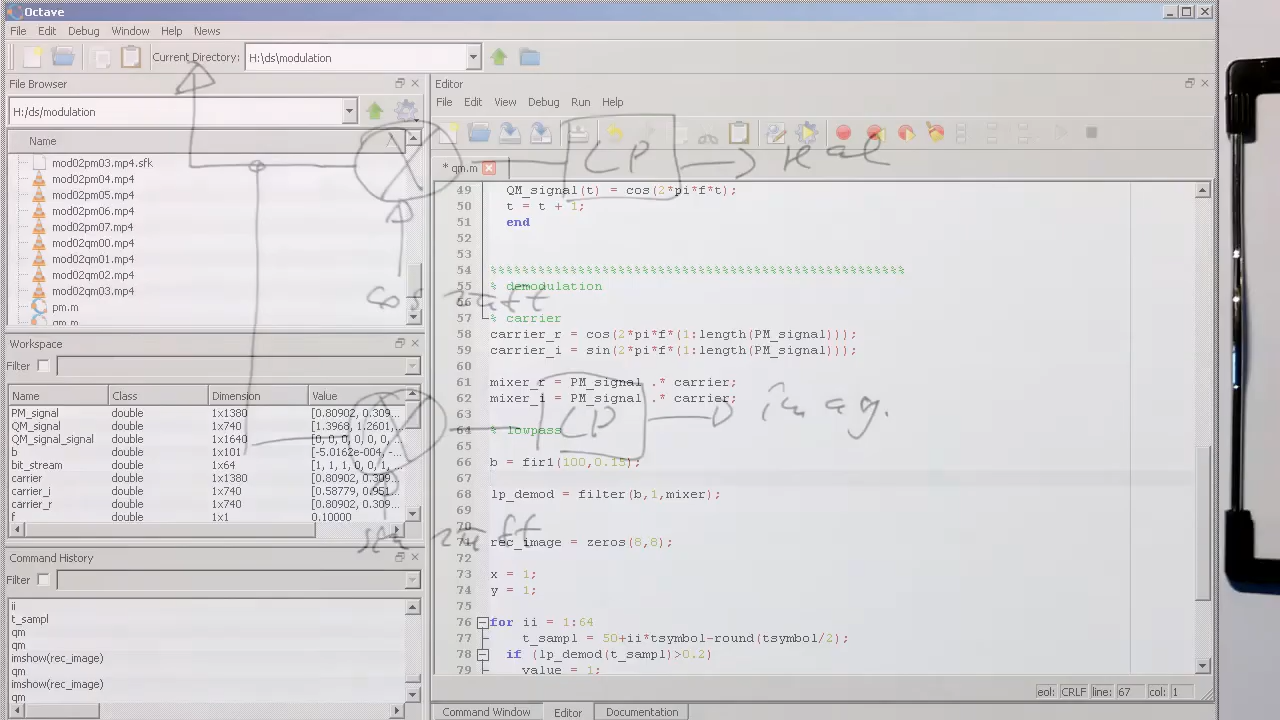 Octave
File Edit Debug Window Help News
Current Directory: H:\ds\modulation
File Browser
H:/ds/modulation
Name
mod02pm03.mp4.sfk
mod02pm04.mp4
mod02pm05.mp4
mod02pm06.mp4
mod02pm07.mp4
mod02qm00.mp4
mod02qm01.mp4
mod02qm02.mp4
mod02qm03.mp4
pm.m
qm.m
Workspace
Filter
Name Class Dimension Value
PM_signal double 1x1380 [0.80902, 0.309...
QM_signal double 1x740 [1.3968, 1.2601...
QM_signal_signal double 1x1640 [0, 0, 0, 0, 0, ...
b double 1x101 [-5.0162e-004, ...
bit_stream double 1x64 [1, 1, 1, 0, 0, 1...
carrier double 1x1380 [0.80902, 0.309...
carrier_i double 1x740 [0.58779, 0.951...
carrier_r double 1x740 [0.80902, 0.309...
f double 1x1 0.10000
Command History
Filter
ii
t_sampl
qm
qm
imshow(rec_image)
qm
imshow(rec_image)
qm
Editor
File Edit View Debug Run Help
* qm.m
49 QM_signal(t) = cos(2*pi*f*t);
50 t = t + 1;
51 end
52
53
54 %%%%%%%%%%%%%%%%%%%%%%%%%%%%%%%%%%%%%%%%%%%%%%%%%%%%
55 % demodulation
56
57 % carrier
58 carrier_r = cos(2*pi*f*(1:length(PM_signal)));
59 carrier_i = sin(2*pi*f*(1:length(PM_signal)));
60
61 mixer_r = PM_signal .* carrier;
62 mixer_i = PM_signal .* carrier;
63
64 % lowpass
65
66 b = fir1(100,0.15);
67
68 lp_demod = filter(b,1,mixer);
69
70
71 rec_image = zeros(8,8);
72
73 x = 1;
74 y = 1;
75
76 for ii = 1:64
77 t_sampl = 50+ii*tsymbol-round(tsymbol/2);
78 if (lp_demod(t_sampl)>0.2)
79 value = 1;
eol: CRLF line: 67 col: 1
Command Window Editor Documentation
LP real
cos 2πft
LP imag.
sin 2πft